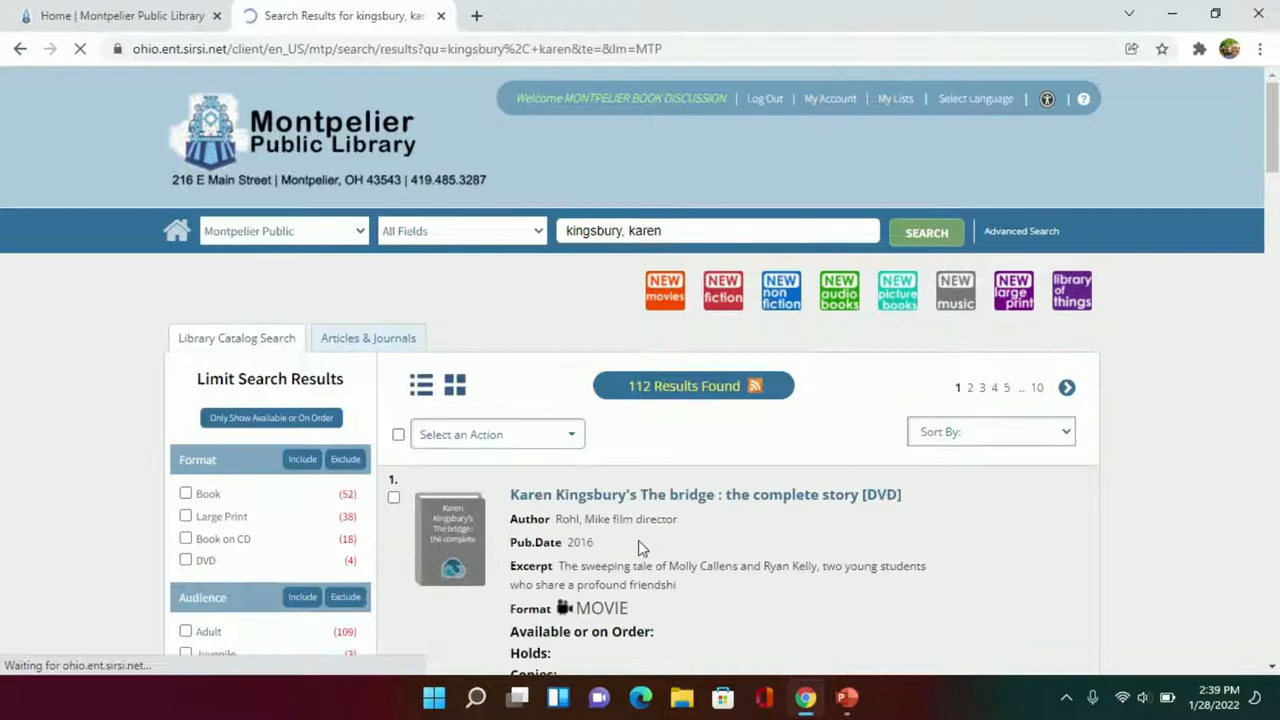 Home | Montpelier Public Library
Search Results for kingsbury, kar
ohio.ent.sirsi.net/client/en_US/mtp/search/results?qu=kingsbury%2C+karen&te=&lm=MTP
Welcome MONTPELIER BOOK DISCUSSION | Log Out | My Account | My Lists | Select Language | ?
Montpelier
Public Library
216 E Main Street | Montpelier, OH 43543 | 419.485.3287
Montpelier Public All Fields kingsbury, karen SEARCH Advanced Search
NEW movies NEW fiction NEW non fiction NEW audio books NEW picture books NEW music NEW large print library of things
Library Catalog Search Articles & Journals
Limit Search Results
112 Results Found
1 2 3 4 5 .. 10
Only Show Available or On Order
Select an Action
Sort By:
Format Include Exclude
Book (52)
Large Print (38)
Book on CD (18)
DVD (4)
Audience Include Exclude
Adult (109)
Juvenile (3)
1.
Karen Kingsbury's The bridge : the complete
Karen Kingsbury's The bridge : the complete story [DVD]
Author Rohl, Mike film director
Pub.Date 2016
Excerpt The sweeping tale of Molly Callens and Ryan Kelly, two young students
who share a profound friendshi
Format MOVIE
Available or on Order:
Holds:
Copies:
Waiting for ohio.ent.sirsi.net...
2:39 PM
1/28/2022